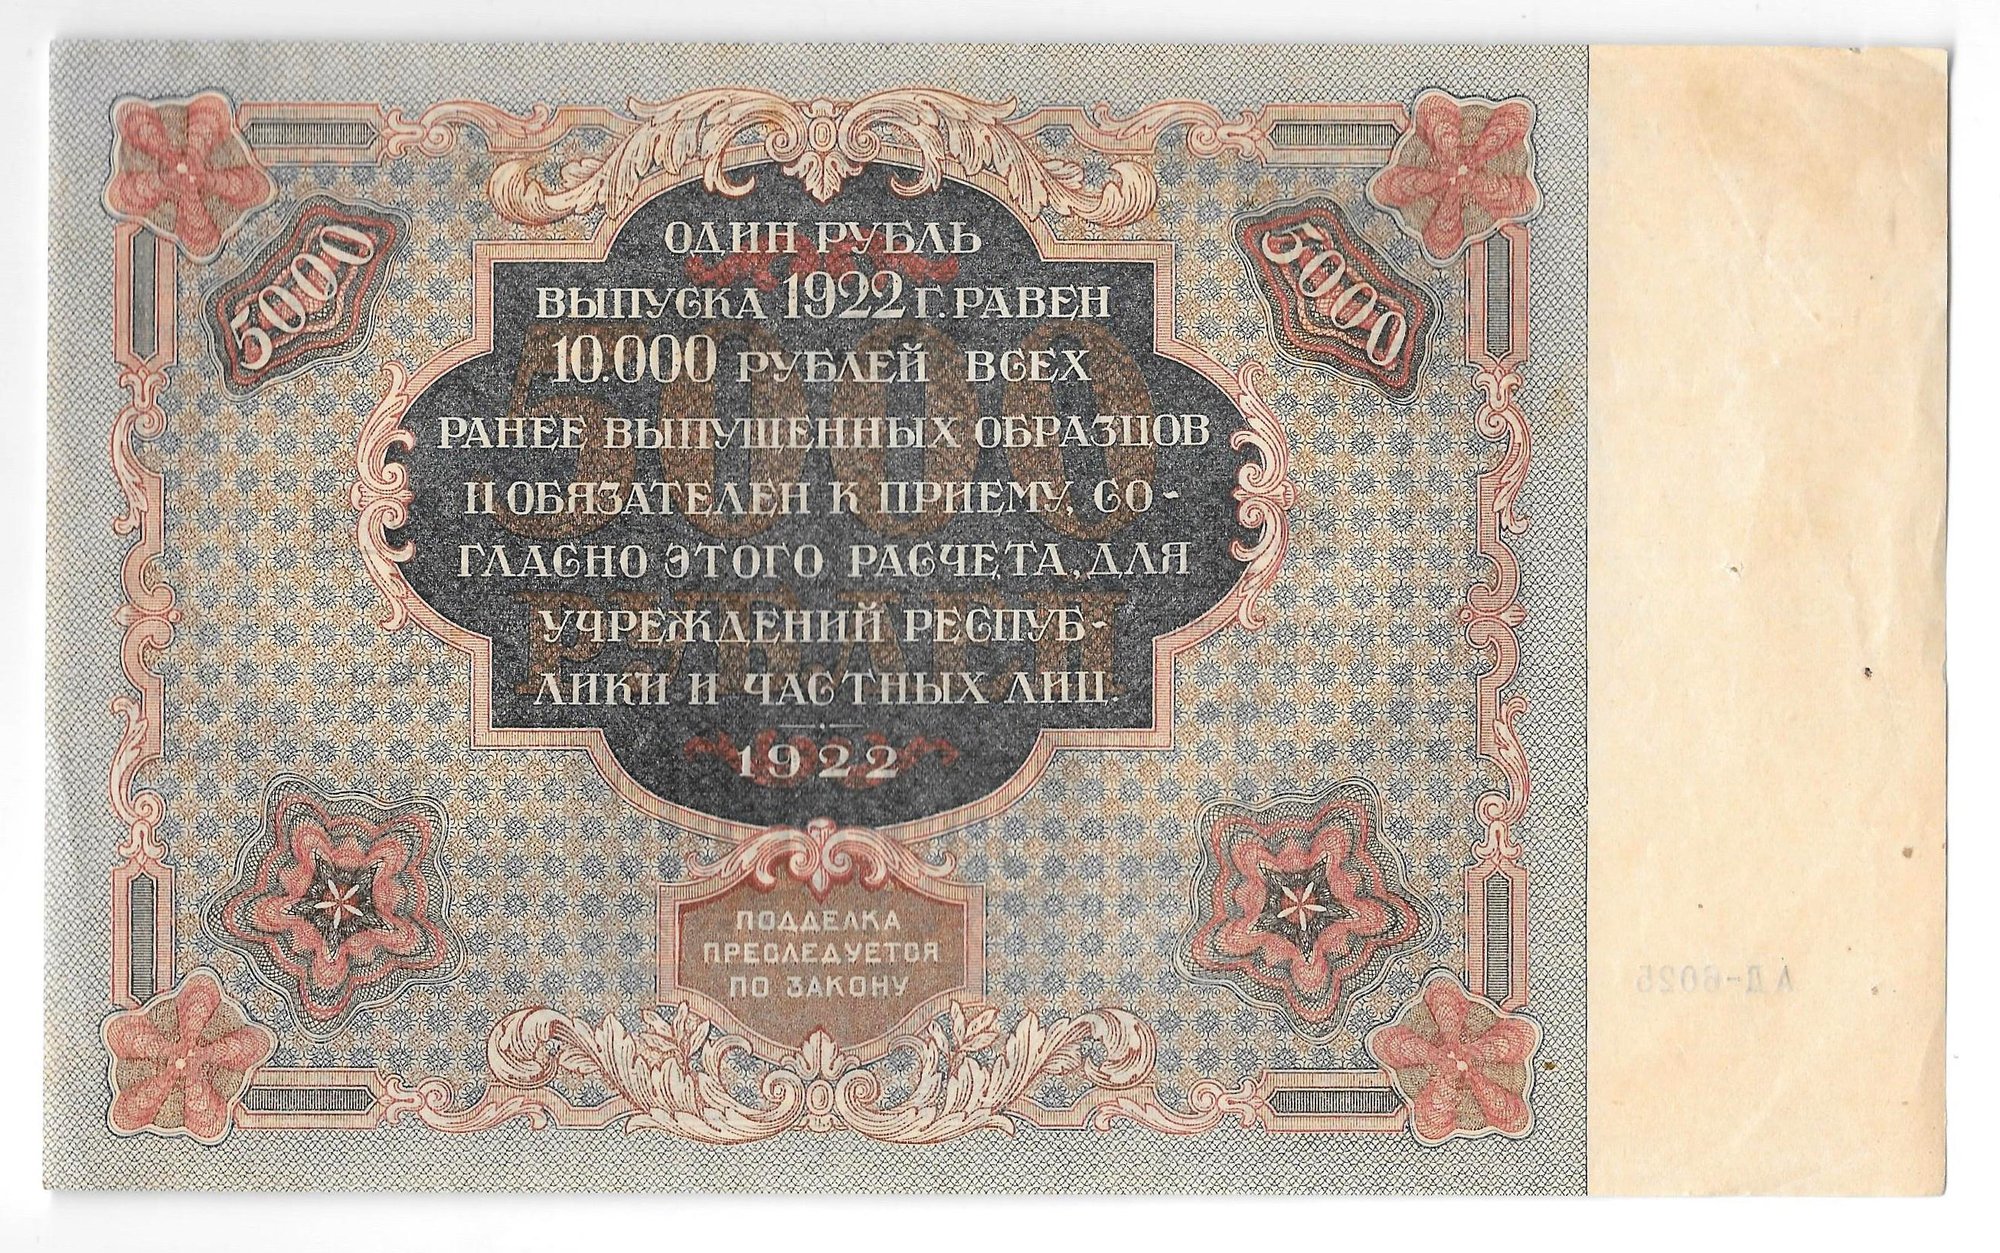 5000
5000
ОДИН РУБЛЬ
ВЫПУСКА 1922 Г. РАВЕН
10.000 РУБЛЕЙ ВСЕХ
РАНЕЕ ВЫПУЩЕННЫХ ОБРАЗЦОВ
И ОБЯЗАТЕЛЕН К ПРИЕМУ, СО-
ГЛАСНО ЭТОГО РАСЧЕТА, ДЛЯ
УЧРЕЖДЕНИЙ РЕСПУБ-
ЛИКИ И ЧАСТНЫХ ЛИЦ.
5000
РУБЛЕЙ
1922
ПОДДЕЛКА
ПРЕСЛЕДУЕТСЯ
ПО ЗАКОНУ
АД-6025